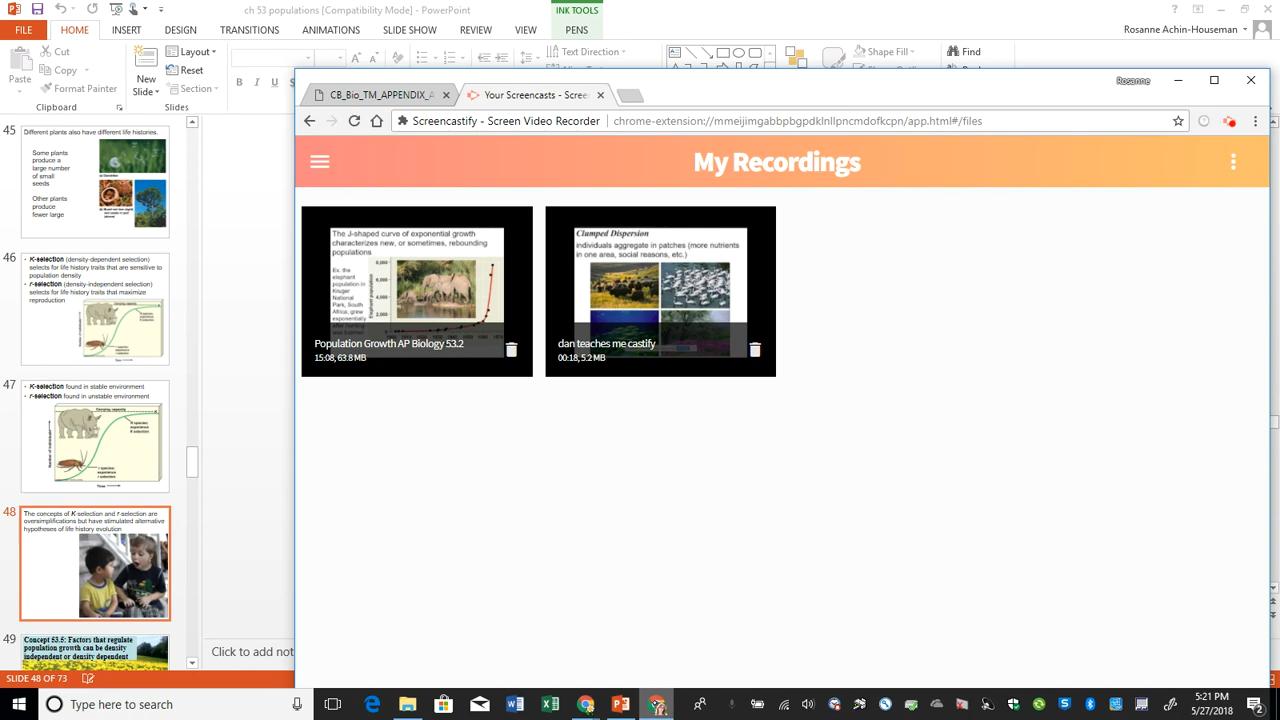 ch 53 populations [Compatibility Mode] - PowerPoint
INK TOOLS
FILE HOME INSERT DESIGN TRANSITIONS ANIMATIONS SLIDE SHOW REVIEW VIEW PENS
Rosanne Achin-Houseman
Paste
Cut
Copy
Format Painter
Clipboard
New
Slide
Layout
Reset
Section
Slides
B I U S
Text Direction
Shape Fill
Find
Rosanne
CB_Bio_TM_APPENDIX_A
Your Screencasts - Scree
Screencastify - Screen Video Recorder
chrome-extension://mmeijimgabbpbgpdklnllpncmdofkcpn/app.html#/files
My Recordings
The J-shaped curve of exponential growth
characterizes new, or sometimes, rebounding
populations
Ex. the
elephant
population in
Kruger
National
Park, South
Africa, grew
exponentially
8,000
6,000
4,000
2,000
Elephant population
Population Growth AP Biology 53.2
15:08, 63.8 MB
Clumped Dispersion
individuals aggregate in patches (more nutrients
in one area, social reasons, etc.)
dan teaches me castify
00:18, 5.2 MB
45
Different plants also have different life histories.
Some plants
produce a
large number
of small
seeds
Other plants
produce
fewer large
46
• K-selection (density-dependent selection)
selects for life history traits that are sensitive to
population density
• r-selection (density-independent selection)
selects for life history traits that maximize
reproduction
47
• K-selection found in stable environment
• r-selection found in unstable environment
48
The concepts of K-selection and r-selection are
oversimplifications but have stimulated alternative
hypotheses of life history evolution
49
Concept 53.5: Factors that regulate
population growth can be density
independent or density dependent
Click to add not
SLIDE 48 OF 73
Type here to search
5:21 PM
5/27/2018